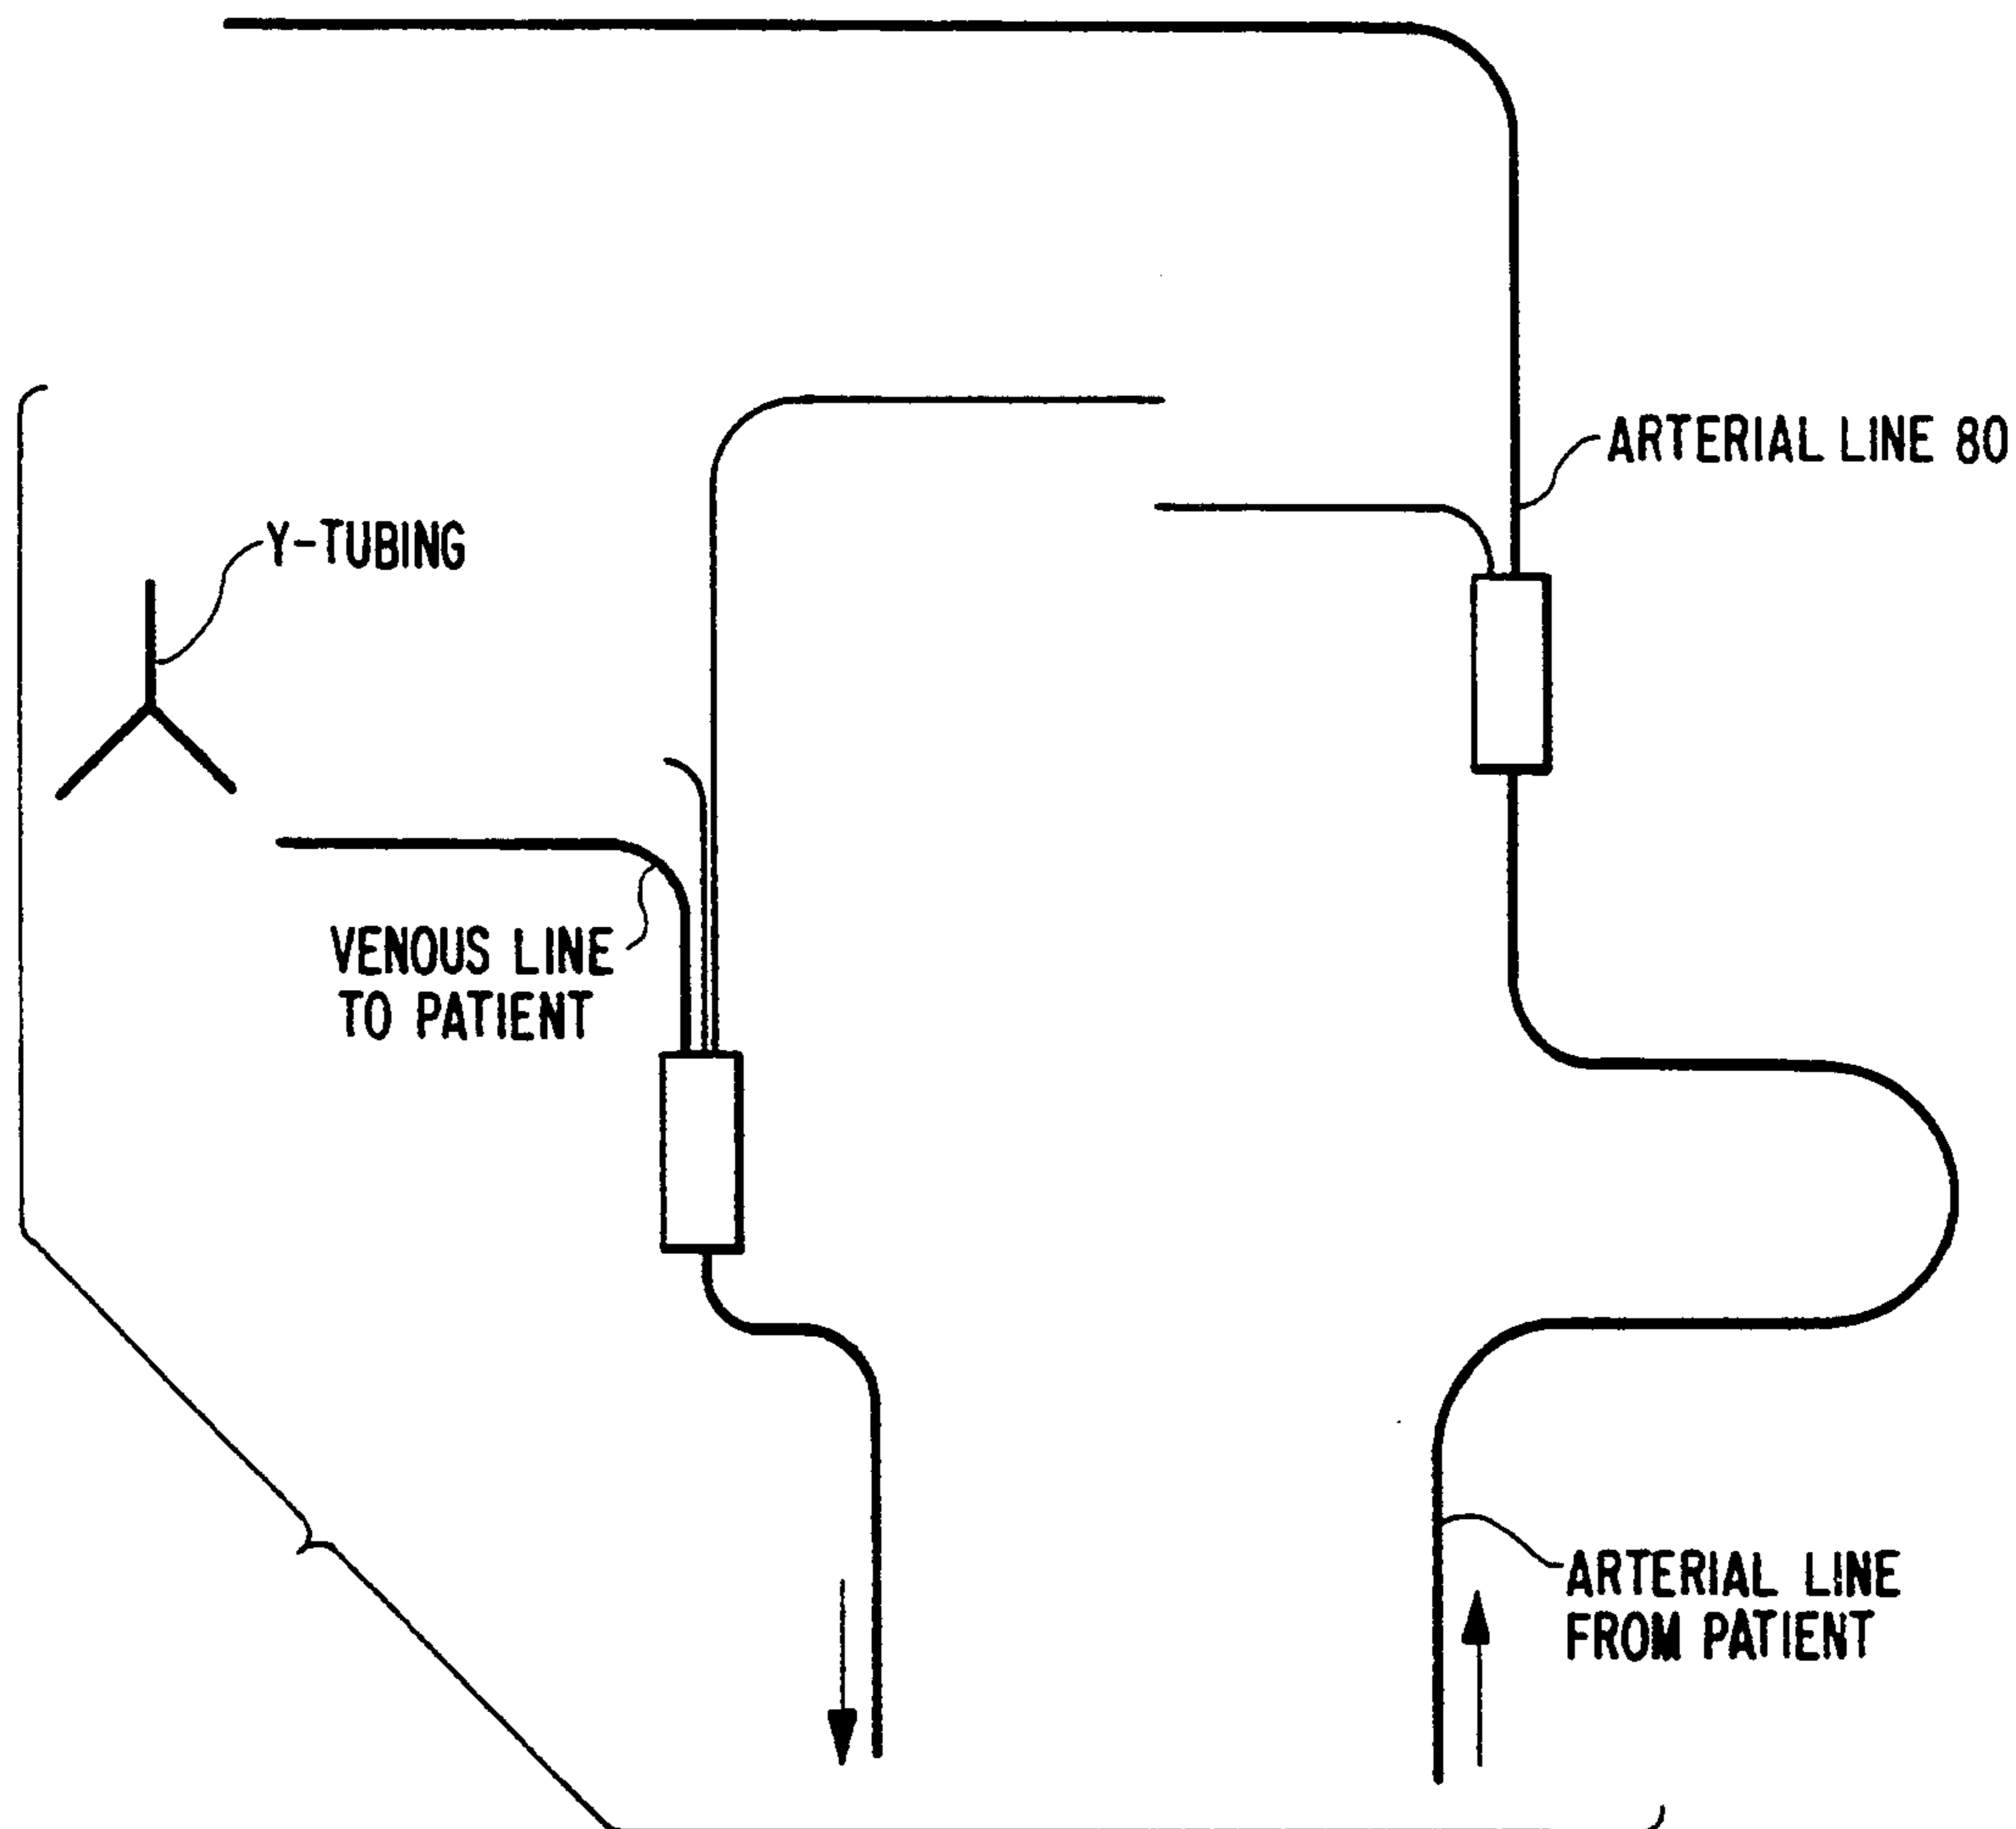 ARTERIAL LINE 80
Y-TUBING
VENOUS LINE
TO PATIENT
ARTERIAL LINE
FROM PATIENT